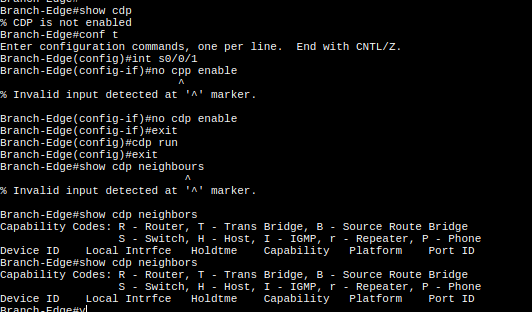 Branch-Edge#
Branch-Edge#show cdp
% CDP is not enabled
Branch-Edge#conf t
Enter configuration commands, one per line.  End with CNTL/Z.
Branch-Edge(config)#int s0/0/1
Branch-Edge(config-if)#no cpp enable
                           ^
% Invalid input detected at '^' marker.

Branch-Edge(config-if)#no cdp enable
Branch-Edge(config-if)#exit
Branch-Edge(config)#cdp run
Branch-Edge(config)#exit
Branch-Edge#show cdp neighbours
                            ^
% Invalid input detected at '^' marker.

Branch-Edge#show cdp neighbors
Capability Codes: R - Router, T - Trans Bridge, B - Source Route Bridge
                  S - Switch, H - Host, I - IGMP, r - Repeater, P - Phone
Device ID    Local Intrfce   Holdtme    Capability   Platform    Port ID
Branch-Edge#show cdp neighbors
Capability Codes: R - Router, T - Trans Bridge, B - Source Route Bridge
                  S - Switch, H - Host, I - IGMP, r - Repeater, P - Phone
Device ID    Local Intrfce   Holdtme    Capability   Platform    Port ID
Branch-Edge#y